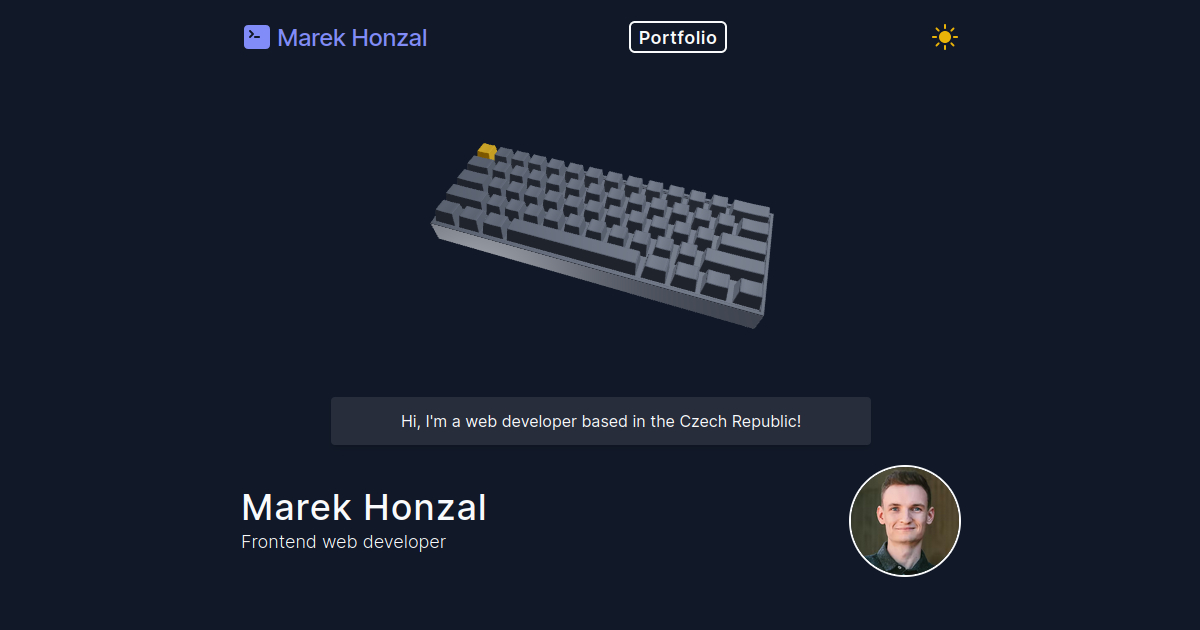 Marek Honzal
Portfolio
Hi, I'm a web developer based in the Czech Republic!
Marek Honzal
Frontend web developer